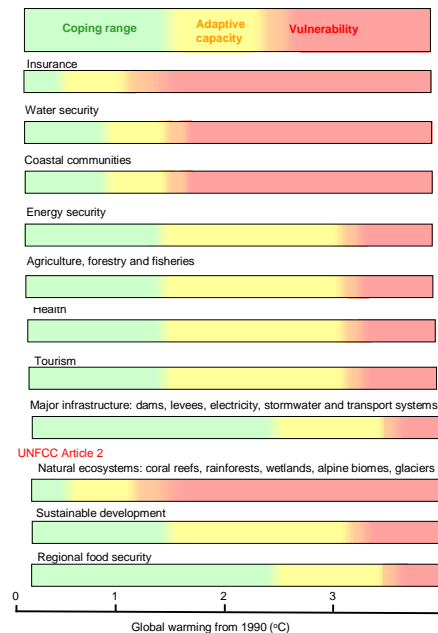 Coping range
Adaptive
capacity
Vulnerability
Insurance
Water security
Coastal communities
Energy security
Agriculture, forestry and fisheries
Health
Tourism
Major infrastructure: dams, levees, electricity, stormwater and transport systems
UNFCC Article 2
Natural ecosystems: coral reefs, rainforests, wetlands, alpine biomes, glaciers
Sustainable development
Regional food security
0 1 2 3
Global warming from 1990 (°C)